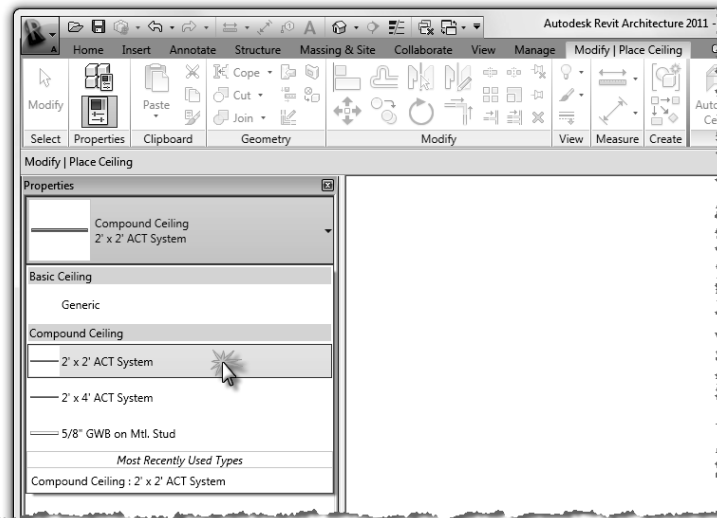 Autodesk Revit Architecture 2011 -
Home Insert Annotate Structure Massing & Site Collaborate View Manage Modify | Place Ceiling
Modify Paste Cope Cut Join
Select Properties Clipboard Geometry Modify View Measure Create
Modify | Place Ceiling
Properties
Compound Ceiling
2' x 2' ACT System
Basic Ceiling
Generic
Compound Ceiling
2' x 2' ACT System
2' x 4' ACT System
5/8" GWB on Mtl. Stud
Most Recently Used Types
Compound Ceiling : 2' x 2' ACT System